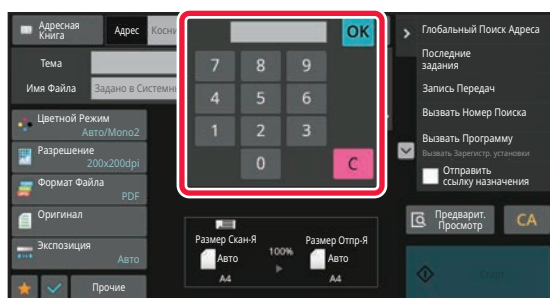 Адресная
Книга
Адрес
Косни
Тема
Имя Файла
Задано в Системн
Цветной Режим
Авто/Mono2
Разрешение
200x200dpi
Формат Файла
PDF
Оригинал
Экспозиция
Авто
Прочие
OK
7 8 9
4 5 6
1 2 3
0 C
Размер Скан-Я
Авто
A4
100%
Размер Отпр-Я
Авто
A4
Глобальный Поиск Адреса
Последние
задания
Запись Передач
Вызвать Номер Поиска
Вызвать Программу
Вызвать Зарегистр. установки
Отправить
ссылку назначения
Предварит.
Просмотр
CA
Старт